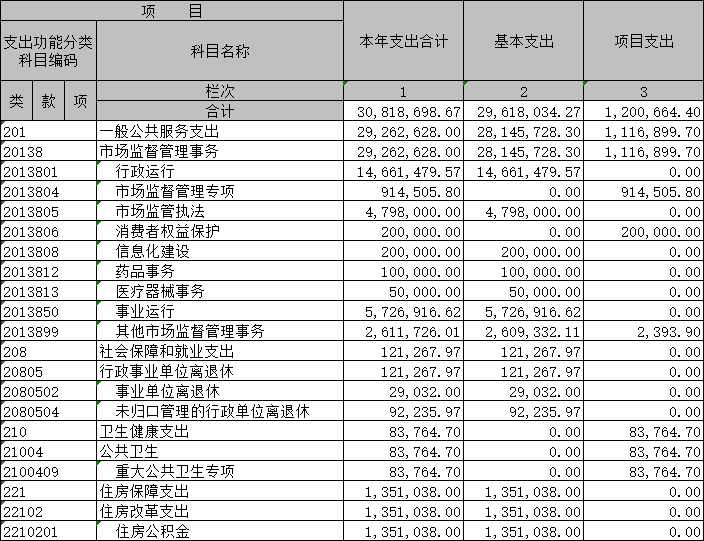 项 目
支出功能分类科目编码 科目名称 本年支出合计 基本支出 项目支出
类 款 项 栏次 1 2 3
合计 30,818,698.67 29,618,034.27 1,200,664.40
201 一般公共服务支出 29,262,628.00 28,145,728.30 1,116,899.70
20138 市场监督管理事务 29,262,628.00 28,145,728.30 1,116,899.70
2013801 行政运行 14,661,479.57 14,661,479.57 0.00
2013804 市场监督管理专项 914,505.80 0.00 914,505.80
2013805 市场监管执法 4,798,000.00 4,798,000.00 0.00
2013806 消费者权益保护 200,000.00 0.00 200,000.00
2013808 信息化建设 200,000.00 200,000.00 0.00
2013812 药品事务 100,000.00 100,000.00 0.00
2013813 医疗器械事务 50,000.00 50,000.00 0.00
2013850 事业运行 5,726,916.62 5,726,916.62 0.00
2013899 其他市场监督管理事务 2,611,726.01 2,609,332.11 2,393.90
208 社会保障和就业支出 121,267.97 121,267.97 0.00
20805 行政事业单位离退休 121,267.97 121,267.97 0.00
2080502 事业单位离退休 29,032.00 29,032.00 0.00
2080504 未归口管理的行政单位离退休 92,235.97 92,235.97 0.00
210 卫生健康支出 83,764.70 0.00 83,764.70
21004 公共卫生 83,764.70 0.00 83,764.70
2100409 重大公共卫生专项 83,764.70 0.00 83,764.70
221 住房保障支出 1,351,038.00 1,351,038.00 0.00
22102 住房改革支出 1,351,038.00 1,351,038.00 0.00
2210201 住房公积金 1,351,038.00 1,351,038.00 0.00